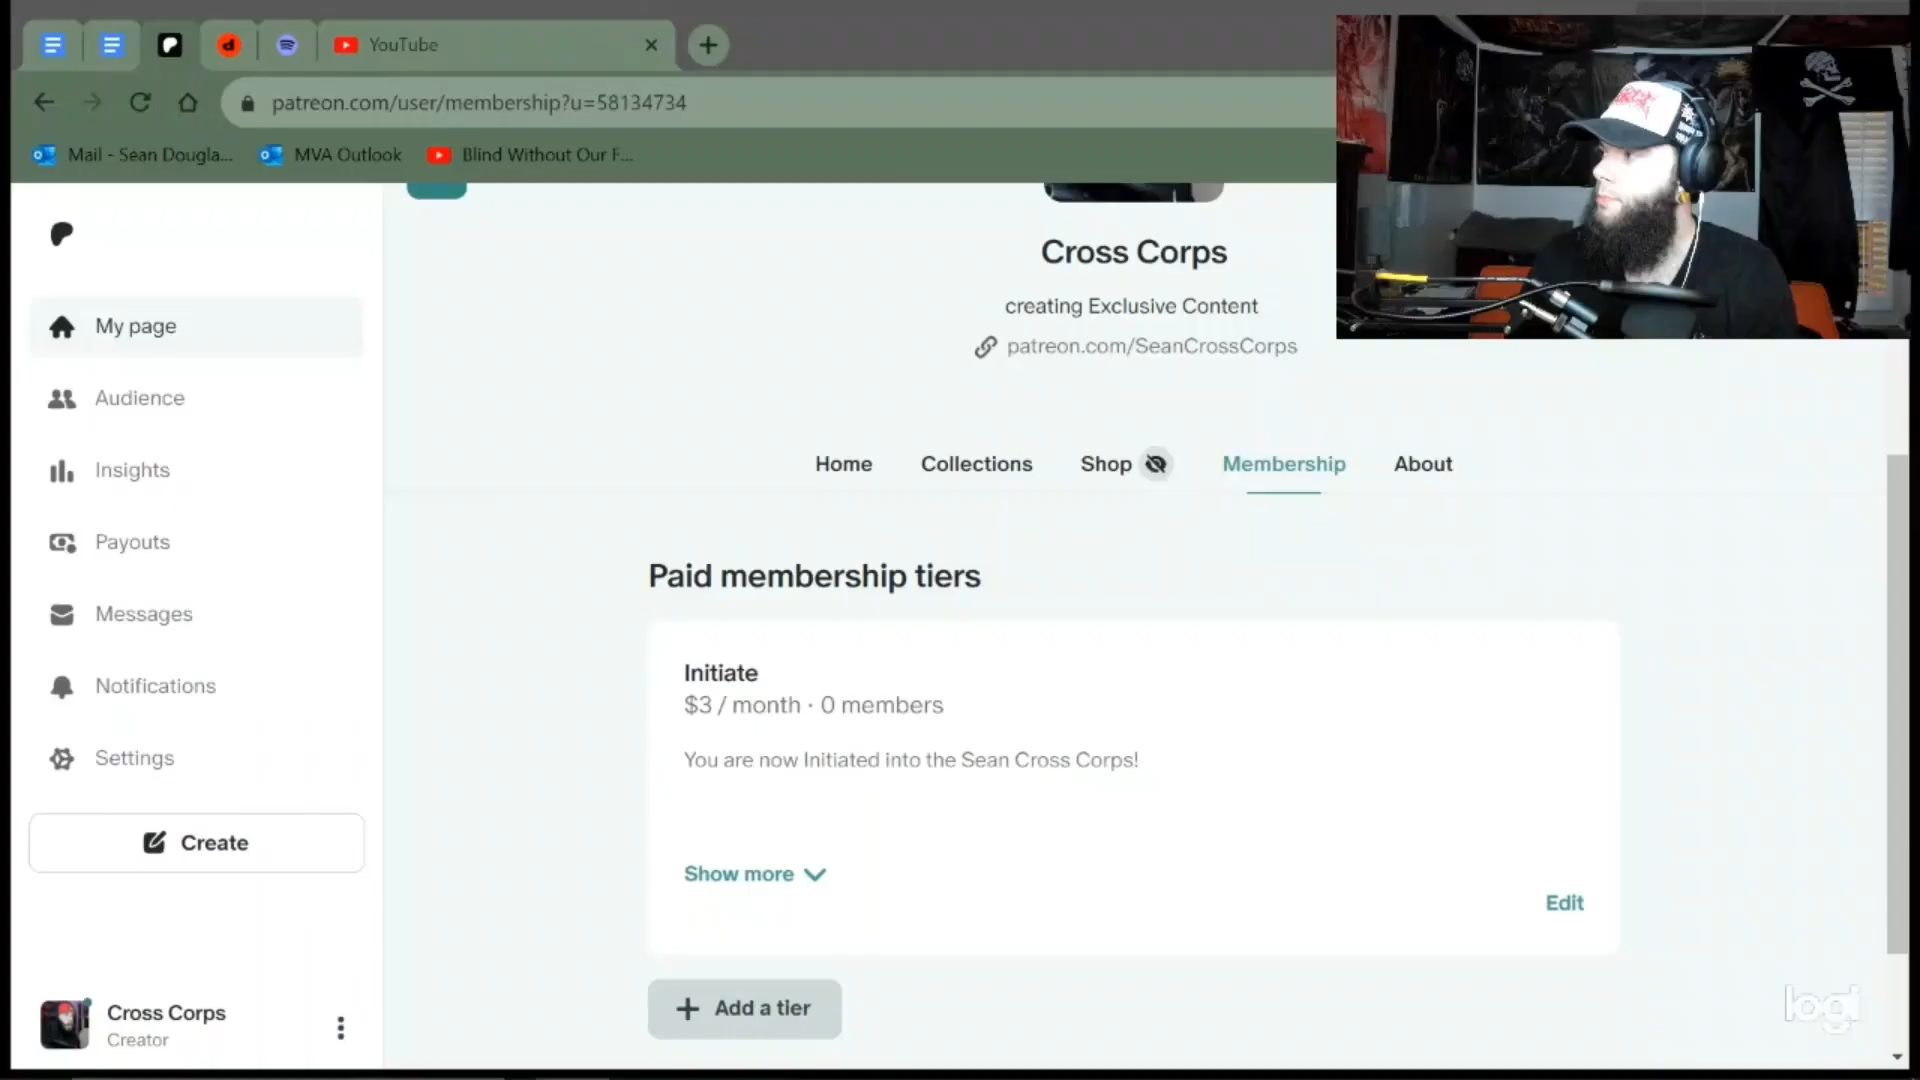 YouTube
patreon.com/user/membership?u=58134734
Mail - Sean Dougla...
MVA Outlook
Blind Without Our F...
Cross Corps
creating Exclusive Content
patreon.com/SeanCrossCorps
My page
Audience
Insights
Payouts
Messages
Notifications
Settings
Create
Home
Collections
Shop
Membership
About
Paid membership tiers
Initiate
$3 / month · 0 members
You are now Initiated into the Sean Cross Corps!
Show more
Edit
Add a tier
Cross Corps
Creator
logi